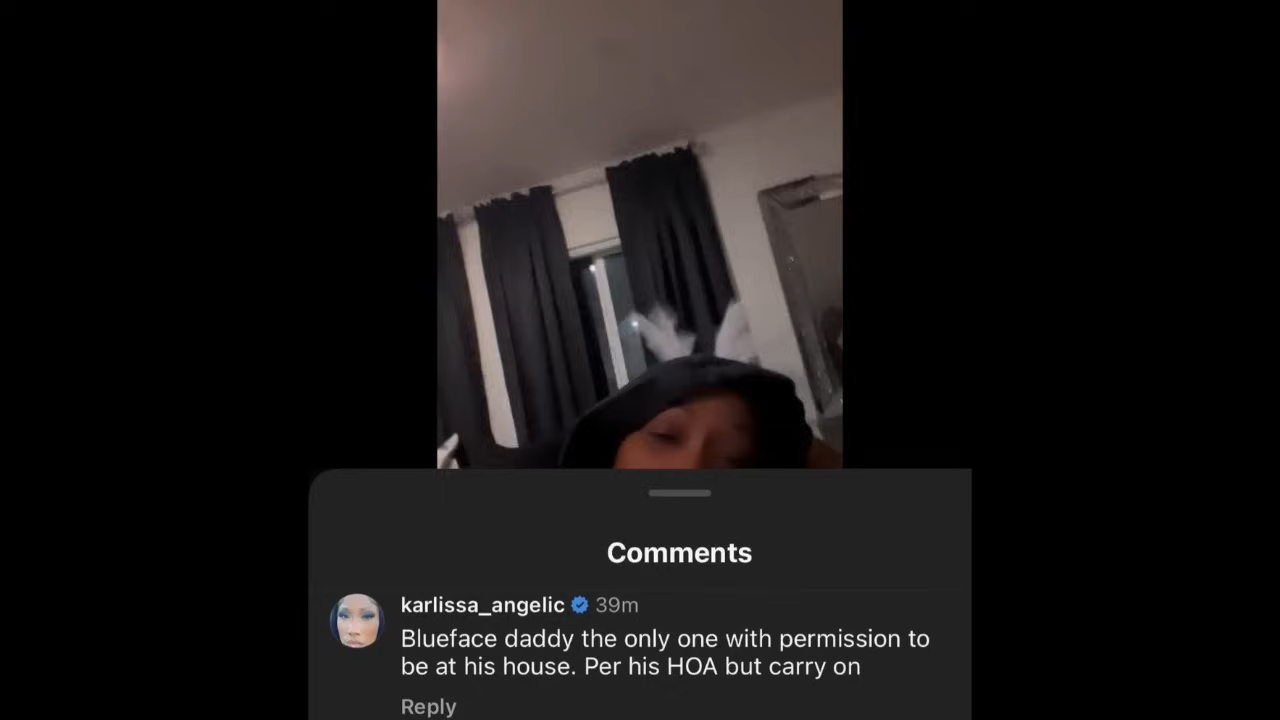 Comments
karlissa_angelic 39m
Blueface daddy the only one with permission to
be at his house. Per his HOA but carry on
Reply